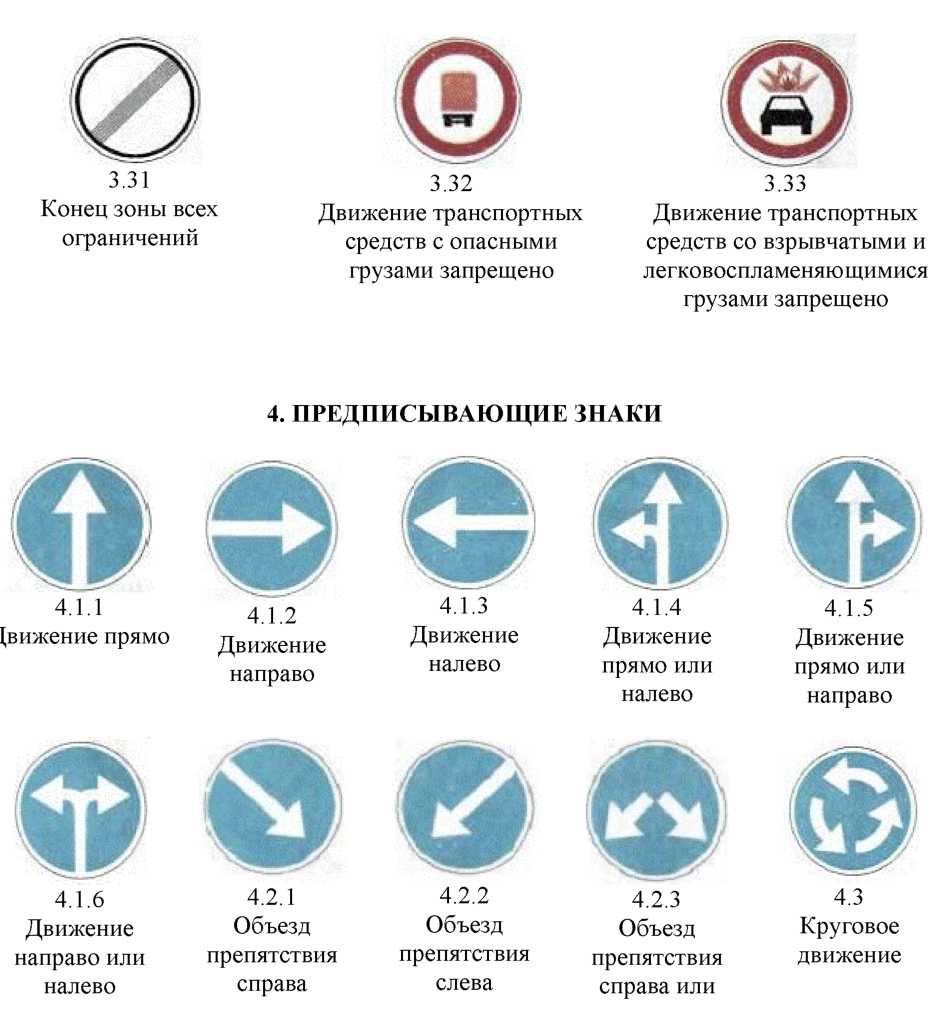 3.31
Конец зоны всех
ограничений
3.32
Движение транспортных
средств с опасными
грузами запрещено
3.33
Движение транспортных
средств со взрывчатыми и
легковоспламеняющимися
грузами запрещено
4. ПРЕДПИСЫВАЮЩИЕ ЗНАКИ
4.1.1
Движение прямо
4.1.2
Движение
направо
4.1.3
Движение
налево
4.1.4
Движение
прямо или
налево
4.1.5
Движение
прямо или
направо
4.1.6
Движение
направо или
налево
4.2.1
Объезд
препятствия
справа
4.2.2
Объезд
препятствия
слева
4.2.3
Объезд
препятствия
справа или
4.3
Круговое
движение